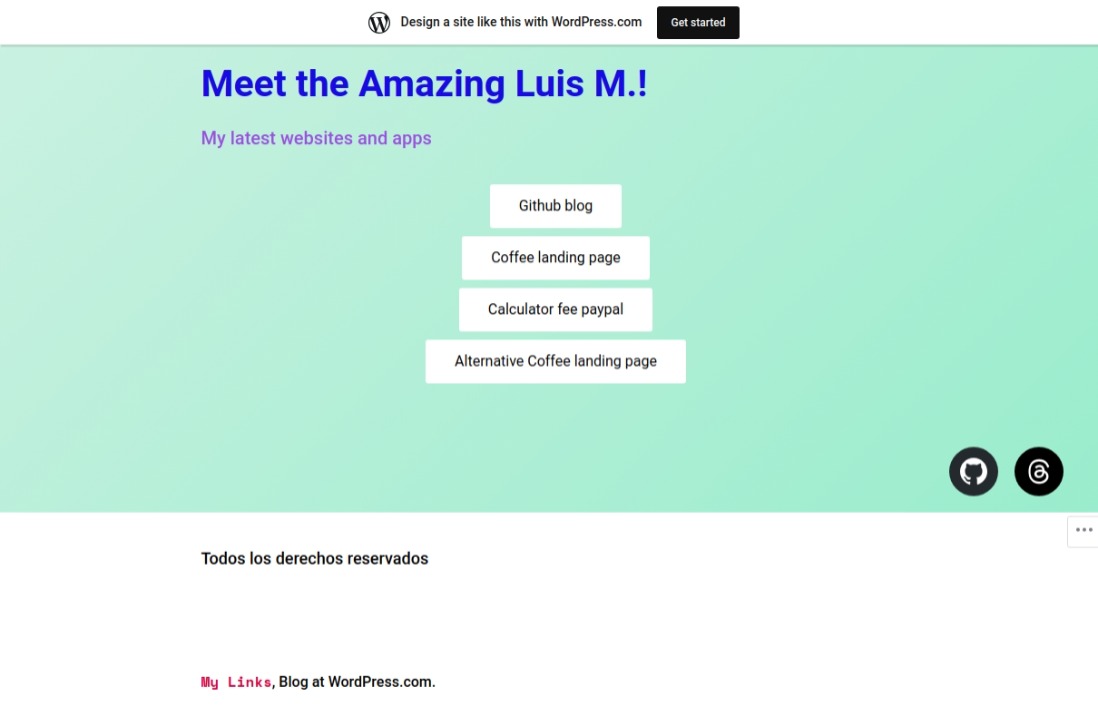 Design a site like this with WordPress.com
Get started
Meet the Amazing Luis M.!
My latest websites and apps
Github blog
Coffee landing page
Calculator fee paypal
Alternative Coffee landing page
Todos los derechos reservados
My Links, Blog at WordPress.com.